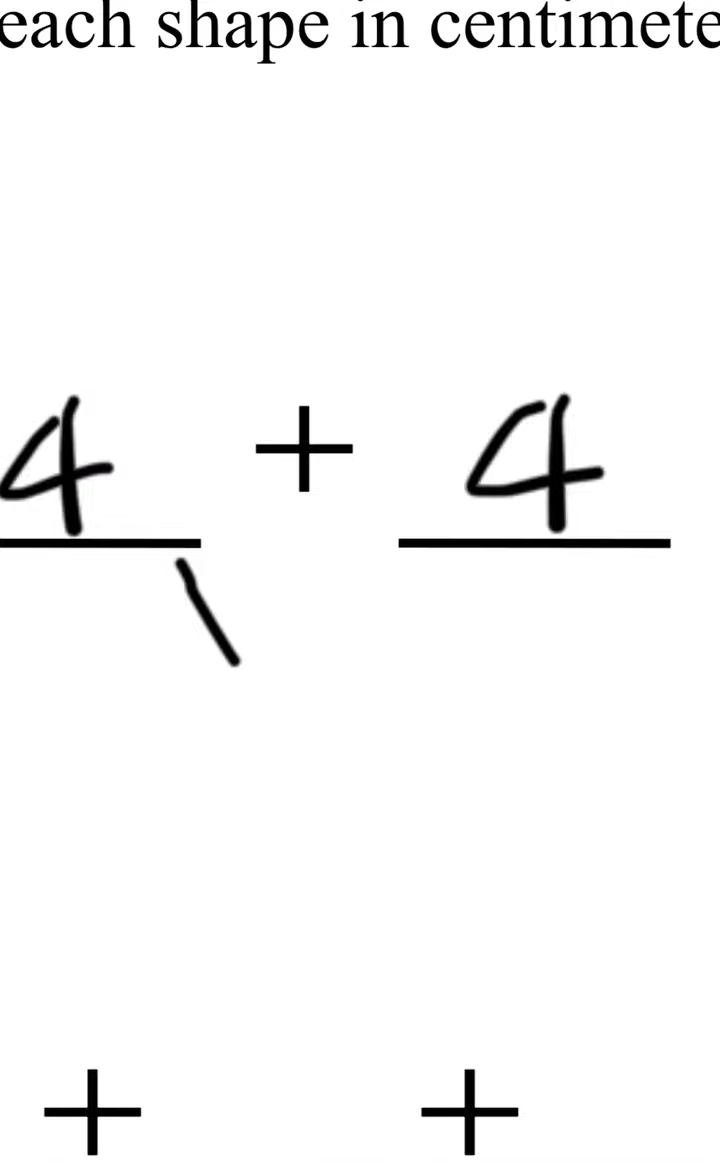 each shape in centimete
4 + 4
+ +